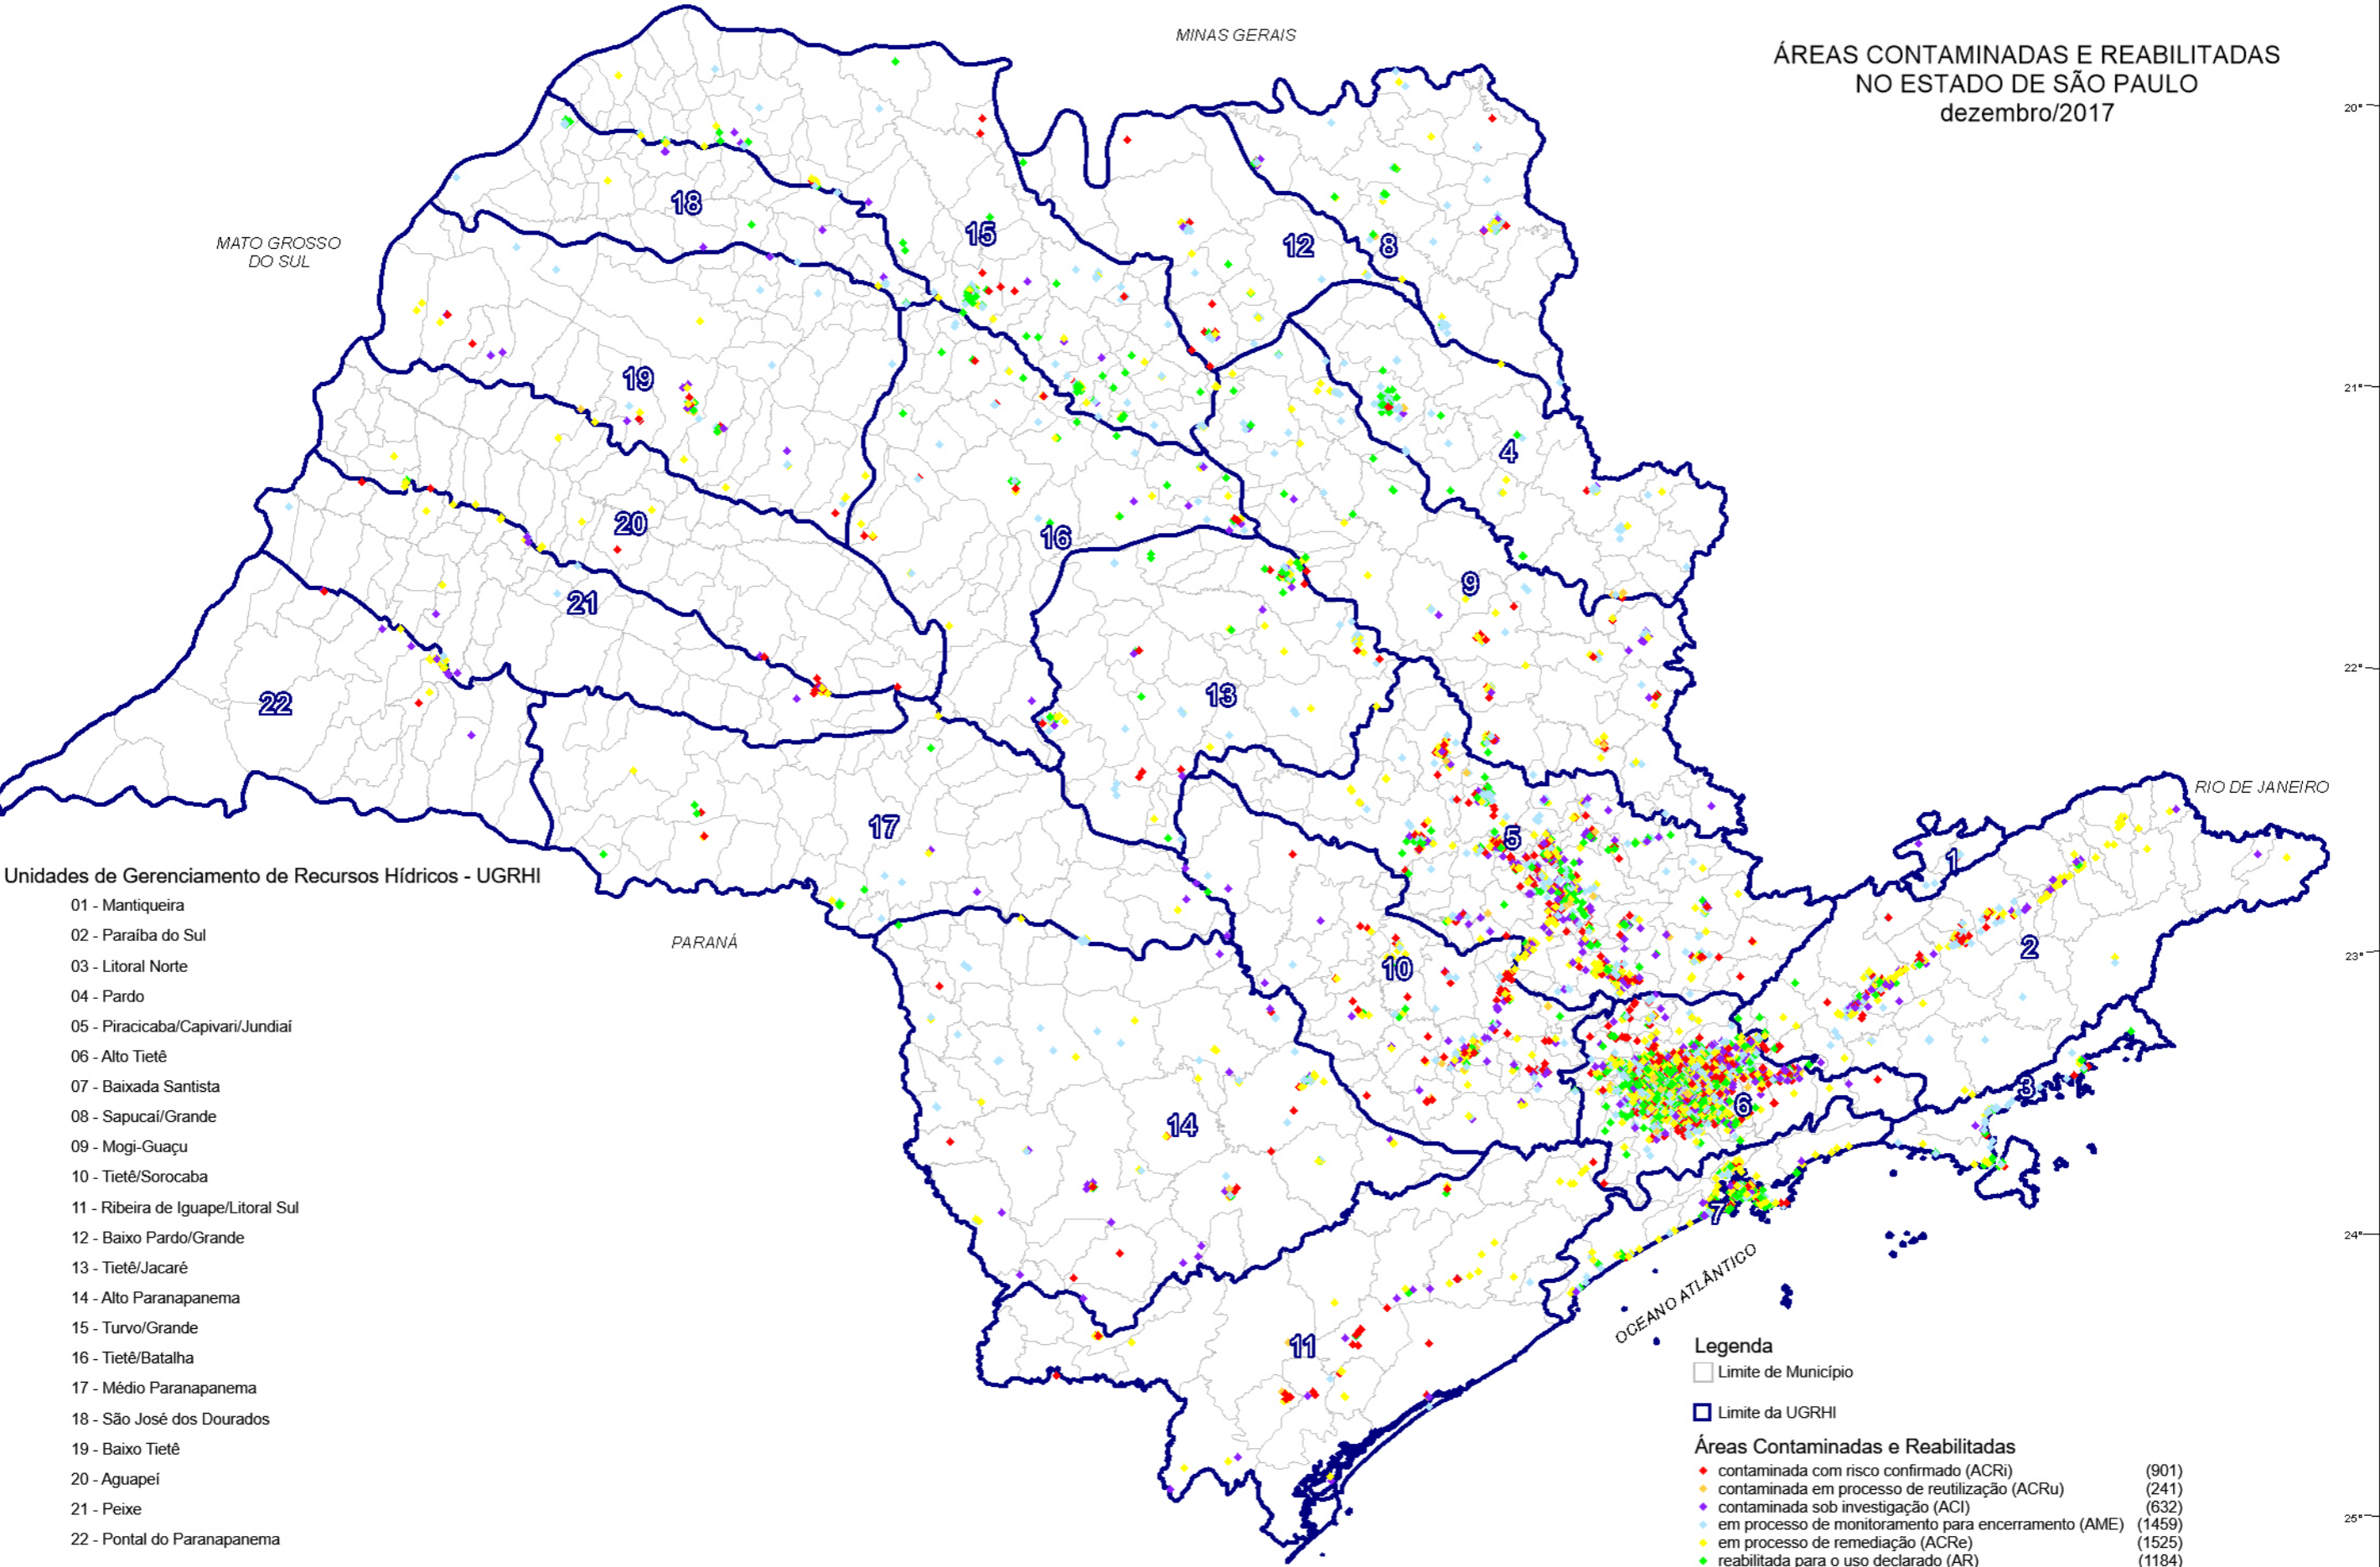 ÁREAS CONTAMINADAS E REABILITADAS
NO ESTADO DE SÃO PAULO
dezembro/2017
MINAS GERAIS
MATO GROSSO
DO SUL
RIO DE JANEIRO
PARANÁ
OCEANO ATLÂNTICO
20°
21°
22°
23°
24°
25°
18
15
12
8
19
4
20
16
21
9
22
13
17
5
1
2
10
3
6
14
7
11
Unidades de Gerenciamento de Recursos Hídricos - UGRHI
01 - Mantiqueira
02 - Paraíba do Sul
03 - Litoral Norte
04 - Pardo
05 - Piracicaba/Capivari/Jundiaí
06 - Alto Tietê
07 - Baixada Santista
08 - Sapucaí/Grande
09 - Mogi-Guaçu
10 - Tietê/Sorocaba
11 - Ribeira de Iguape/Litoral Sul
12 - Baixo Pardo/Grande
13 - Tietê/Jacaré
14 - Alto Paranapanema
15 - Turvo/Grande
16 - Tietê/Batalha
17 - Médio Paranapanema
18 - São José dos Dourados
19 - Baixo Tietê
20 - Aguapeí
21 - Peixe
22 - Pontal do Paranapanema
Legenda
Limite de Município
Limite da UGRHI
Áreas Contaminadas e Reabilitadas
contaminada com risco confirmado (ACRi) (901)
contaminada em processo de reutilização (ACRu) (241)
contaminada sob investigação (ACI) (632)
em processo de monitoramento para encerramento (AME) (1459)
em processo de remediação (ACRe) (1525)
reabilitada para o uso declarado (AR) (1184)